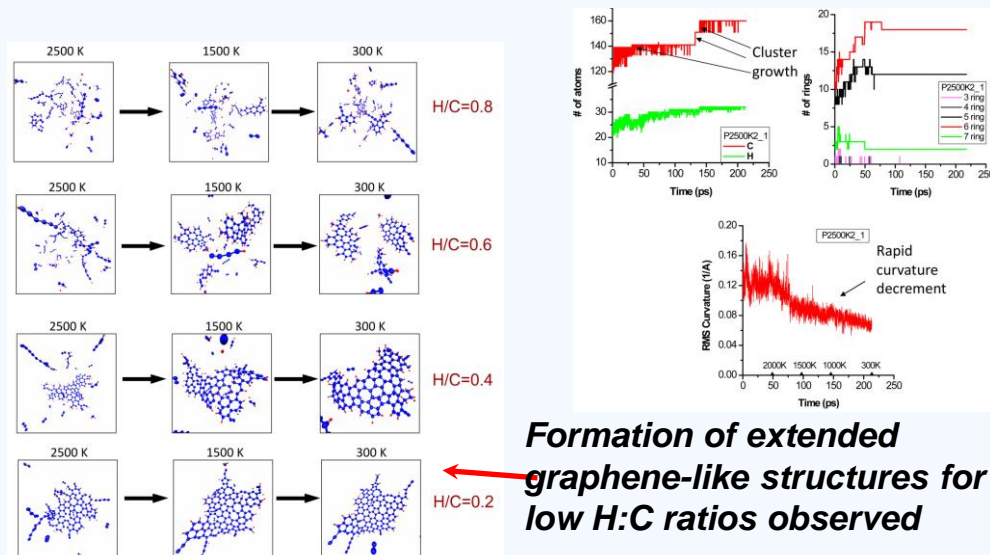 2500 K 1500 K 300 K
H/C=0.8
2500 K 1500 K 300 K
H/C=0.6
2500 K 1500 K 300 K
H/C=0.4
2500 K 1500 K 300 K
H/C=0.2
# of atoms
160
140
120
30
20
10
Cluster
growth
P2500K2_1
C
H
0 50 100 150 200 250
Time (ps)
# of rings
20
15
10
5
0
P2500K2_1
3 ring
4 ring
5 ring
6 ring
7 ring
0 50 100 150 200 250
Time (ps)
RMS Curvature (1/A)
0.20
0.16
0.12
0.08
0.04
0.00
P2500K2_1
Rapid
curvature
decrement
2000K 1500K 1000K 300K
0 50 100 150 200 250
Time (ps)
Formation of extended
graphene-like structures for
low H:C ratios observed